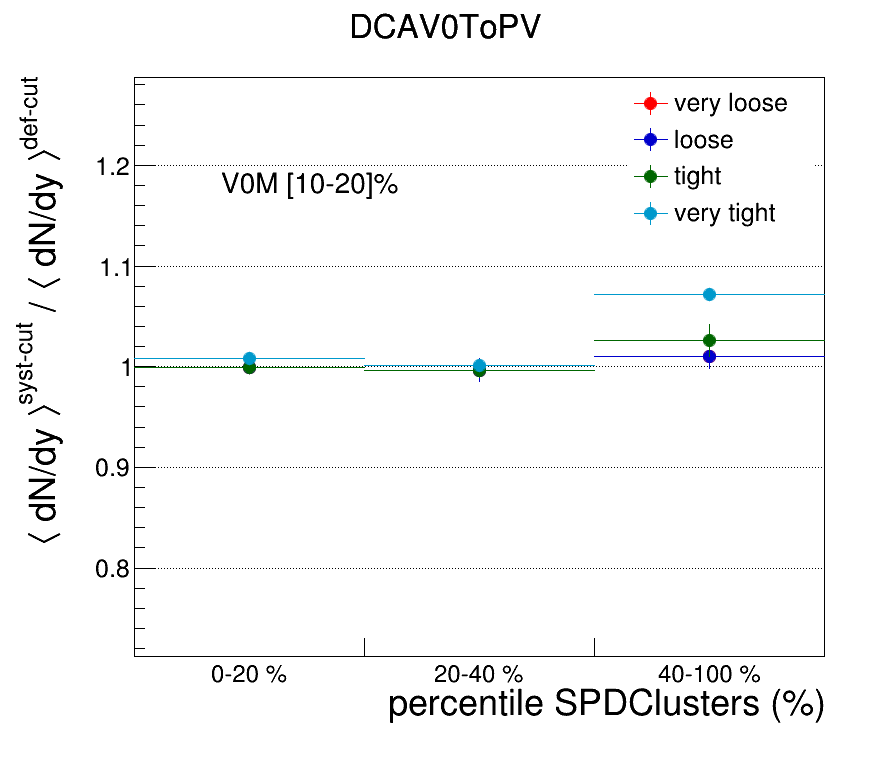 DCAV0ToPV
⟨ dN/dy ⟩^syst-cut / ⟨ dN/dy ⟩^def-cut
very loose
loose
tight
very tight
V0M [10-20]%
1.2
1.1
1
0.9
0.8
0-20 %
20-40 %
40-100 %
percentile SPDClusters (%)